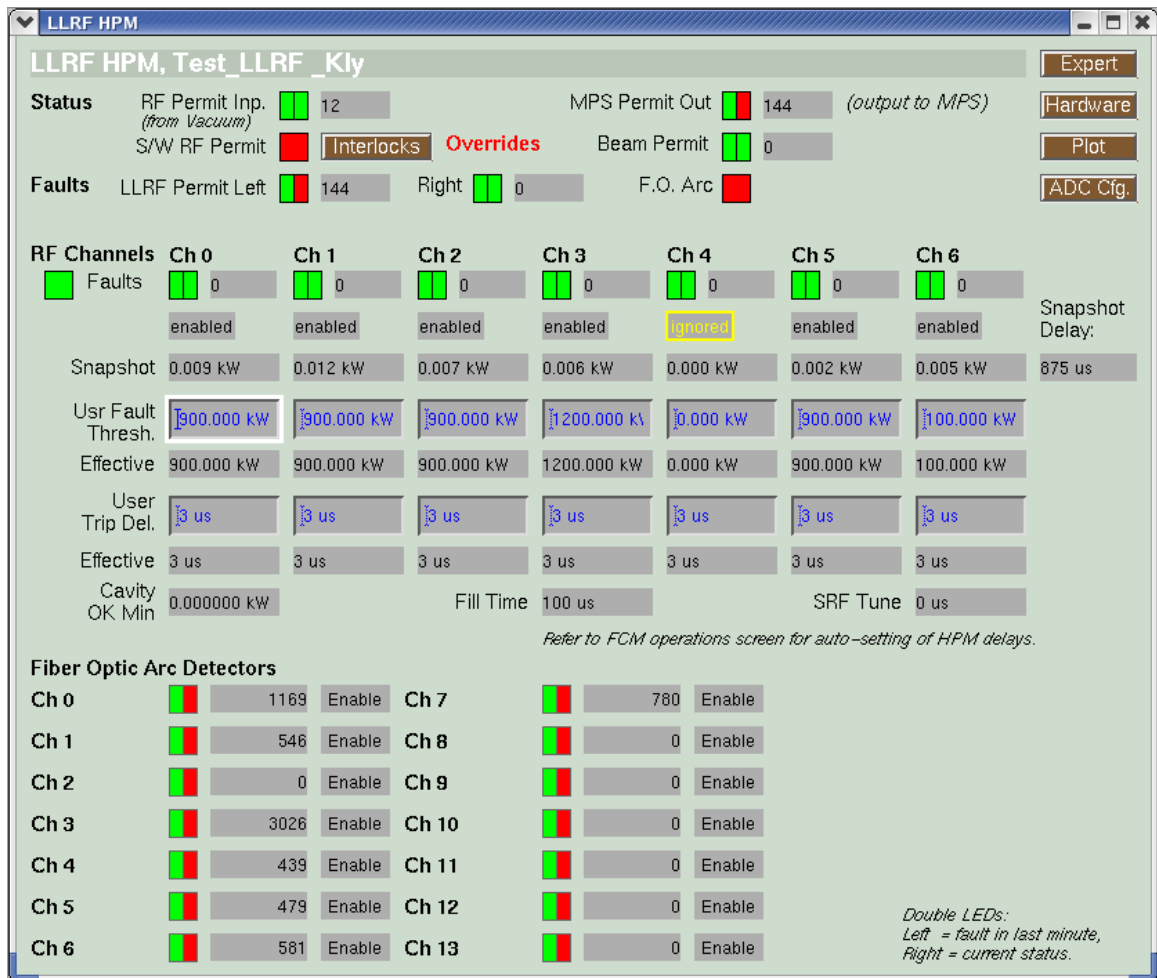 LLRF HPM
LLRF HPM, Test_LLRF _Kly
Expert
Status RF Permit Inp. 12 MPS Permit Out 144 (output to MPS) Hardware
(from Vacuum)
S/W RF Permit Interlocks Overrides Beam Permit 0 Plot
Faults LLRF Permit Left 144 Right 0 F.O. Arc ADC Cfg.
RF Channels Ch 0 Ch 1 Ch 2 Ch 3 Ch 4 Ch 5 Ch 6
Faults 0 0 0 0 0 0 0
enabled enabled enabled enabled ignored enabled enabled
Snapshot
Delay:
Snapshot 0.009 kW 0.012 kW 0.007 kW 0.006 kW 0.000 kW 0.002 kW 0.005 kW 875 us
Usr Fault
Thresh.
900.000 kW 900.000 kW 900.000 kW 1200.000 k\ 0.000 kW 900.000 kW 100.000 kW
Effective 900.000 kW 900.000 kW 900.000 kW 1200.000 kW 0.000 kW 900.000 kW 100.000 kW
User
Trip Del.
3 us 3 us 3 us 3 us 3 us 3 us 3 us
Effective 3 us 3 us 3 us 3 us 3 us 3 us 3 us
Cavity
OK Min
0.000000 kW Fill Time 100 us SRF Tune 0 us
Refer to FCM operations screen for auto-setting of HPM delays.
Fiber Optic Arc Detectors
Ch 0 1169 Enable Ch 7 780 Enable
Ch 1 546 Enable Ch 8 0 Enable
Ch 2 0 Enable Ch 9 0 Enable
Ch 3 3026 Enable Ch 10 0 Enable
Ch 4 439 Enable Ch 11 0 Enable
Ch 5 479 Enable Ch 12 0 Enable
Ch 6 581 Enable Ch 13 0 Enable
Double LEDs:
Left = fault in last minute,
Right = current status.